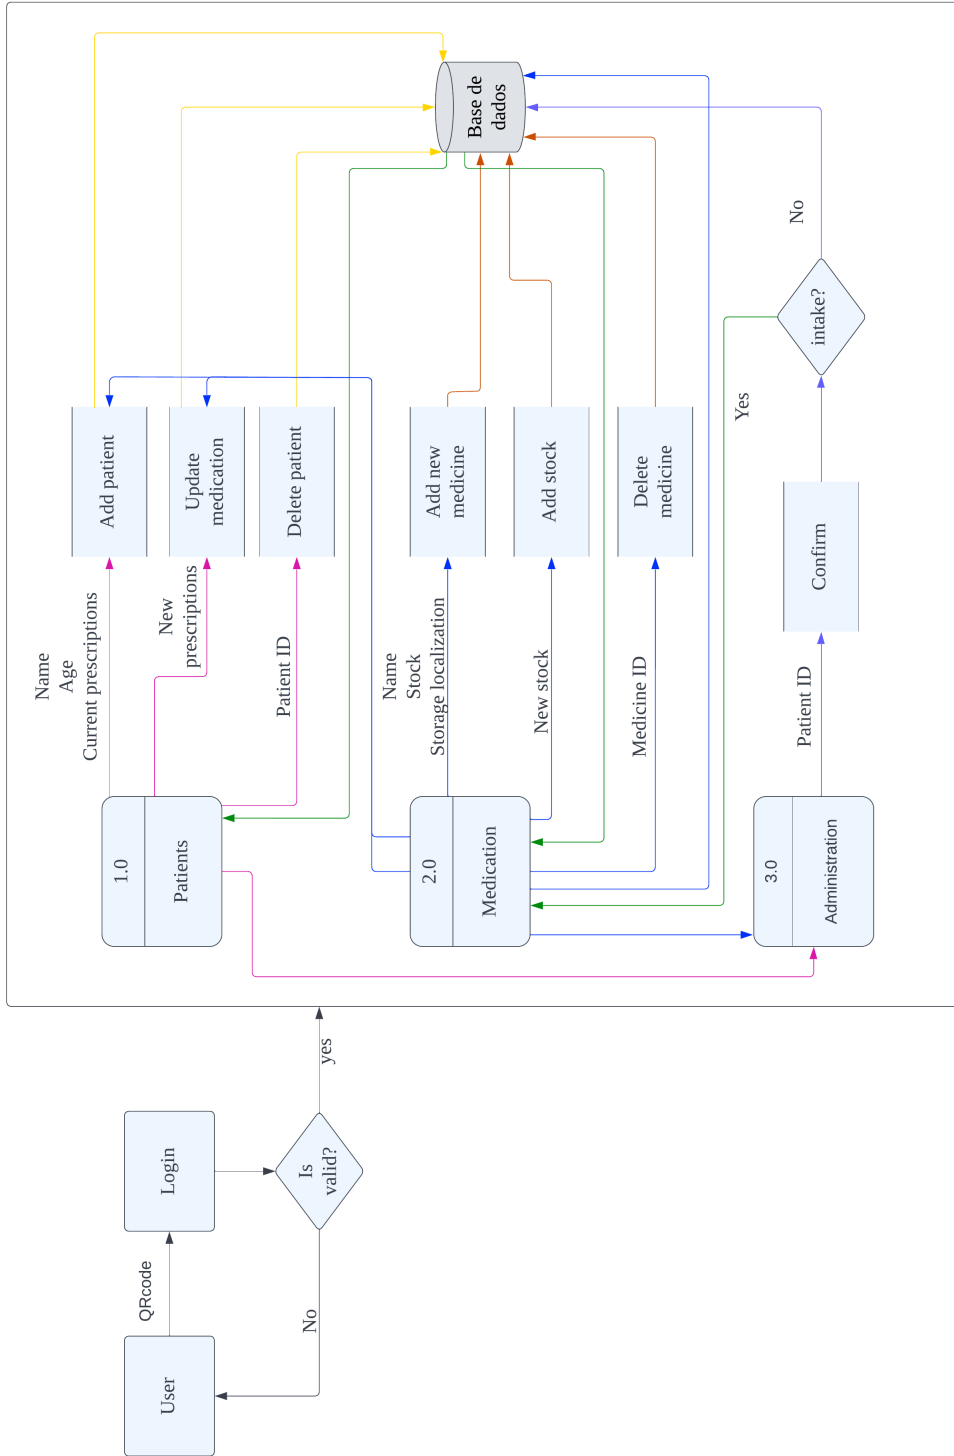 User
QRcode
Login
Is
valid?
No
yes
1.0
Patients
Name
Age
Current prescriptions
New
prescriptions
Patient ID
Add patient
Update
medication
Delete patient
2.0
Medication
Name
Stock
Storage localization
New stock
Medicine ID
Add new
medicine
Add stock
Delete
medicine
3.0
Administration
Patient ID
Confirm
intake?
Yes
No
Base de
dados